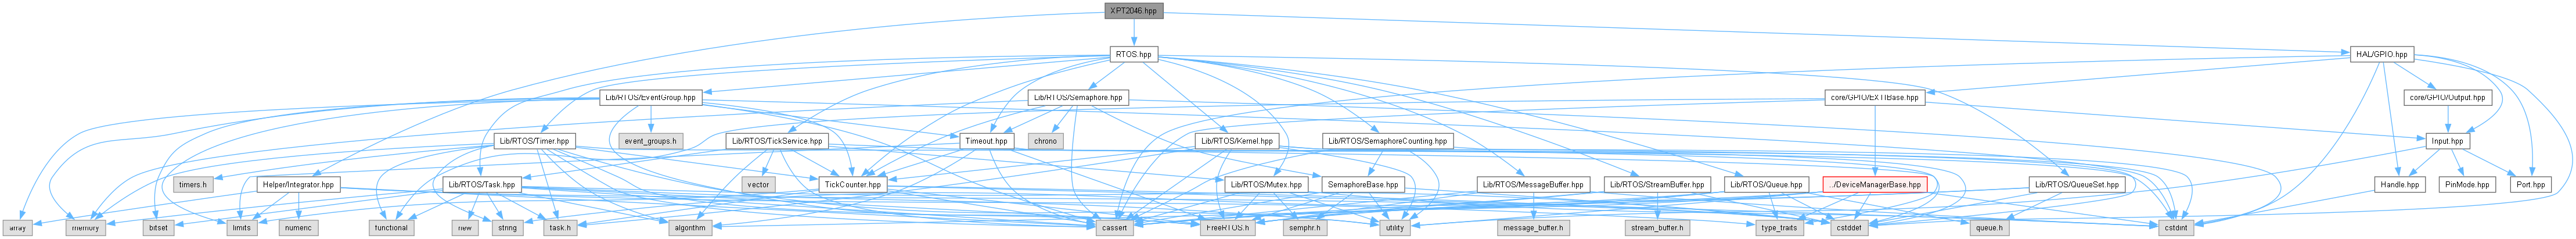 XPT2046.hpp
RTOS.hpp
HAL/GPIO.hpp
Lib/RTOS/EventGroup.hpp
Lib/RTOS/Semaphore.hpp
core/GPIO/EXTIBase.hpp
core/GPIO/Output.hpp
Lib/RTOS/Timer.hpp
event_groups.h
Lib/RTOS/TickService.hpp
Timeout.hpp
chrono
Lib/RTOS/Kernel.hpp
Lib/RTOS/SemaphoreCounting.hpp
Input.hpp
timers.h
Helper/Integrator.hpp
Lib/RTOS/Task.hpp
vector
TickCounter.hpp
Lib/RTOS/Mutex.hpp
SemaphoreBase.hpp
Lib/RTOS/MessageBuffer.hpp
Lib/RTOS/StreamBuffer.hpp
Lib/RTOS/Queue.hpp
../DeviceManagerBase.hpp
Lib/RTOS/QueueSet.hpp
Handle.hpp
PinMode.hpp
Port.hpp
array
memory
bitset
limits
numeric
functional
new
string
task.h
algorithm
cassert
FreeRTOS.h
semphr.h
utility
message_buffer.h
stream_buffer.h
type_traits
cstddef
queue.h
cstdint